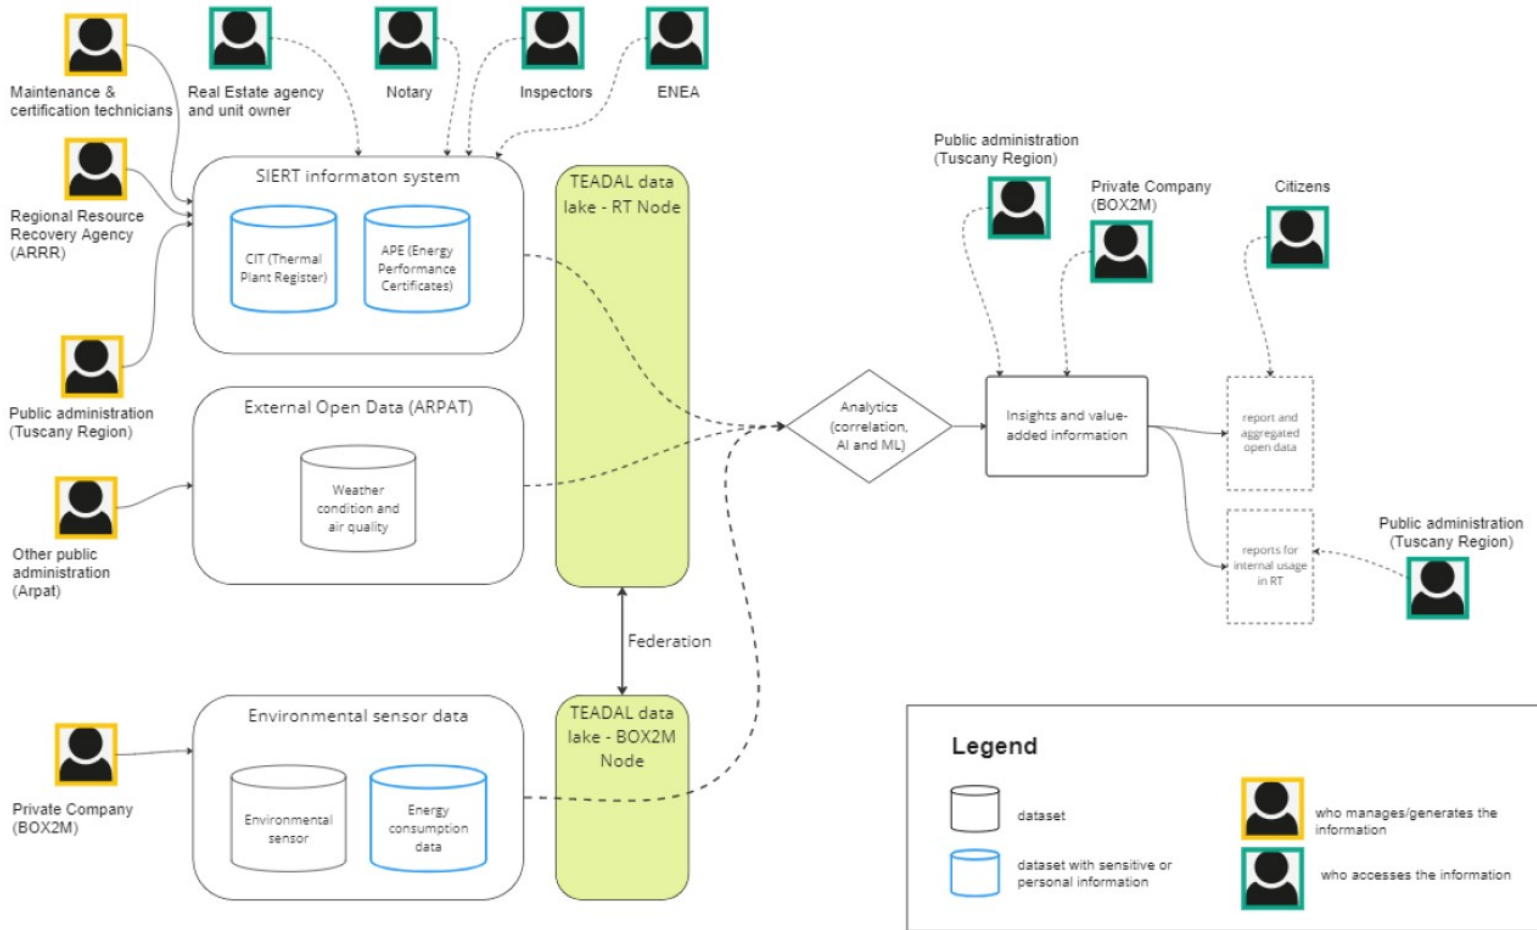 Maintenance &
certification technicians
Real Estate agency
and unit owner
Notary
Inspectors
ENEA
Regional Resource
Recovery Agency
(ARRR)
Public administration
(Tuscany Region)
Other public
administration
(Arpat)
Private Company
(BOX2M)
SIERT informaton system
CIT (Thermal
Plant Register)
APE (Energy
Performance
Certificates)
External Open Data (ARPAT)
Weather
condition and
air quality
Environmental sensor data
Environmental
sensor
Energy
consumption
data
TEADAL data
lake - RT Node
Federation
TEADAL data
lake - BOX2M
Node
Analytics
(correlation,
AI and ML)
Public administration
(Tuscany Region)
Private Company
(BOX2M)
Citizens
Insights and value-
added information
report and
aggregated
open data
reports for
internal usage
in RT
Public administration
(Tuscany Region)
Legend
dataset
dataset with sensitive or
personal information
who manages/generates the
information
who accesses the information